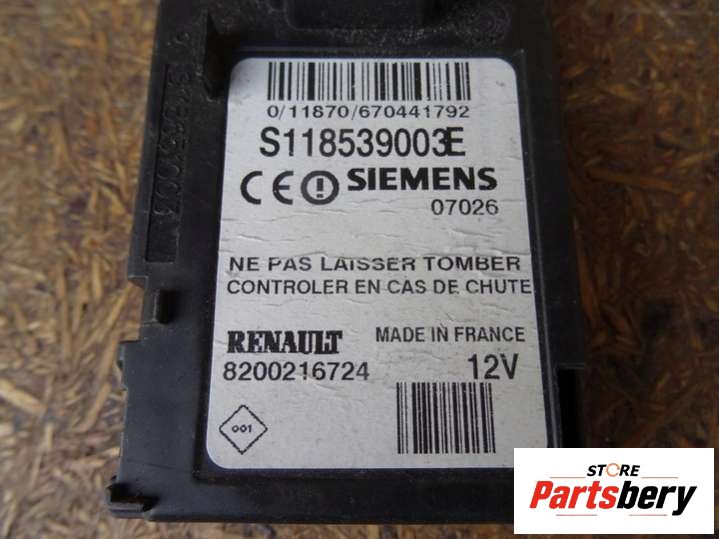 0/11870/670441792
S118539003E
CE SIEMENS
07026
NE PAS LAISSER TOMBER
CONTROLER EN CAS DE CHUTE
RENAULT MADE IN FRANCE
8200216724 12V
001
STORE
Partsbery